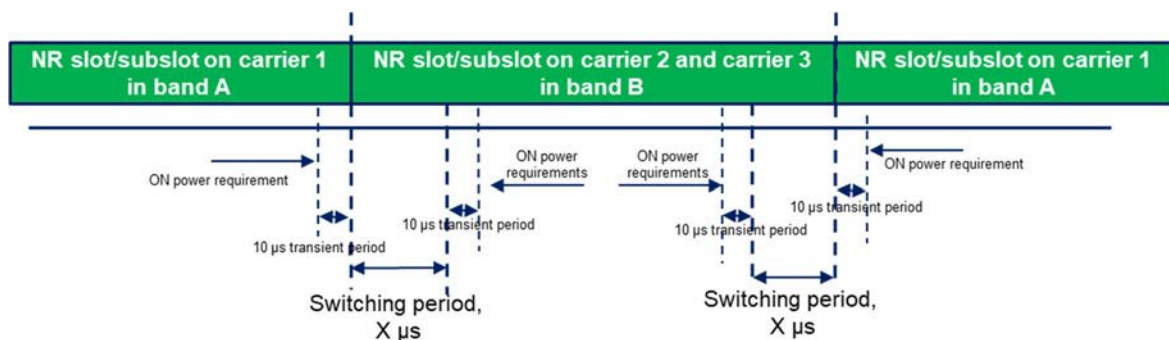 NR slot/subslot on carrier 1
in band A
NR slot/subslot on carrier 2 and carrier 3
in band B
NR slot/subslot on carrier 1
in band A
ON power requirement
ON power
requirements
ON power
requirements
ON power requirement
10 µs transient period
10 µs transient period
10 µs transient period
10 µs transient period
Switching period,
X µs
Switching period,
X µs